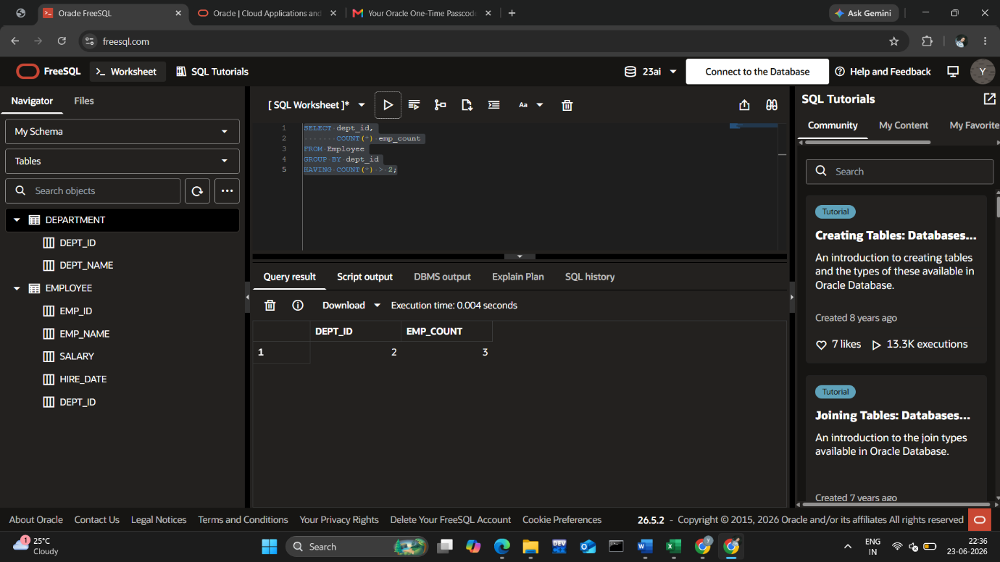 Oracle FreeSQL
Oracle | Cloud Applications and
Your Oracle One-Time Passcode
Ask Gemini
freesql.com
FreeSQL
Worksheet
SQL Tutorials
23ai
Connect to the Database
Help and Feedback
Y
Navigator
Files
My Schema
Tables
Search objects
DEPARTMENT
DEPT_ID
DEPT_NAME
EMPLOYEE
EMP_ID
EMP_NAME
SALARY
HIRE_DATE
DEPT_ID
[ SQL Worksheet ]*
Aa
1 SELECT dept_id,
2 COUNT(*) emp_count
3 FROM Employee
4 GROUP BY dept_id
5 HAVING COUNT(*) > 2;
Query result
Script output
DBMS output
Explain Plan
SQL history
Download
Execution time: 0.004 seconds
DEPT_ID EMP_COUNT
1 2 3
SQL Tutorials
Community
My Content
My Favorite
Search
Tutorial
Creating Tables: Databases...
An introduction to creating tables
and the types of these available in
Oracle Database.
Created 8 years ago
7 likes
13.3K executions
Tutorial
Joining Tables: Databases...
An introduction to the join types
available in Oracle Database.
Created 7 years ago
About Oracle
Contact Us
Legal Notices
Terms and Conditions
Your Privacy Rights
Delete Your FreeSQL Account
Cookie Preferences
26.5.2 - Copyright © 2015, 2026 Oracle and/or its affiliates All rights reserved
1
25°C
Cloudy
Search
DEV
ENG
IN
22:36
23-06-2026